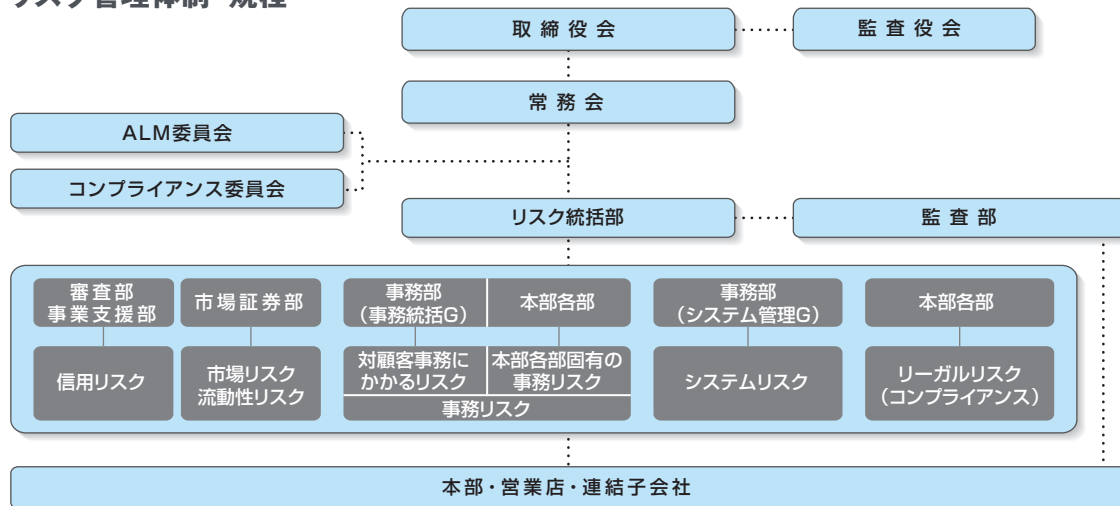 リスク管理体制・規程
取締役会
監査役会
常務会
ALM委員会
コンプライアンス委員会
リスク統括部
監査部
審査部
事業支援部
市場証券部
事務部
（事務統括G）
本部各部
事務部
（システム管理G）
本部各部
信用リスク
市場リスク
流動性リスク
対顧客事務に
かかるリスク
本部各部固有の
事務リスク
事務リスク
システムリスク
リーガルリスク
（コンプライアンス）
本部・営業店・連結子会社